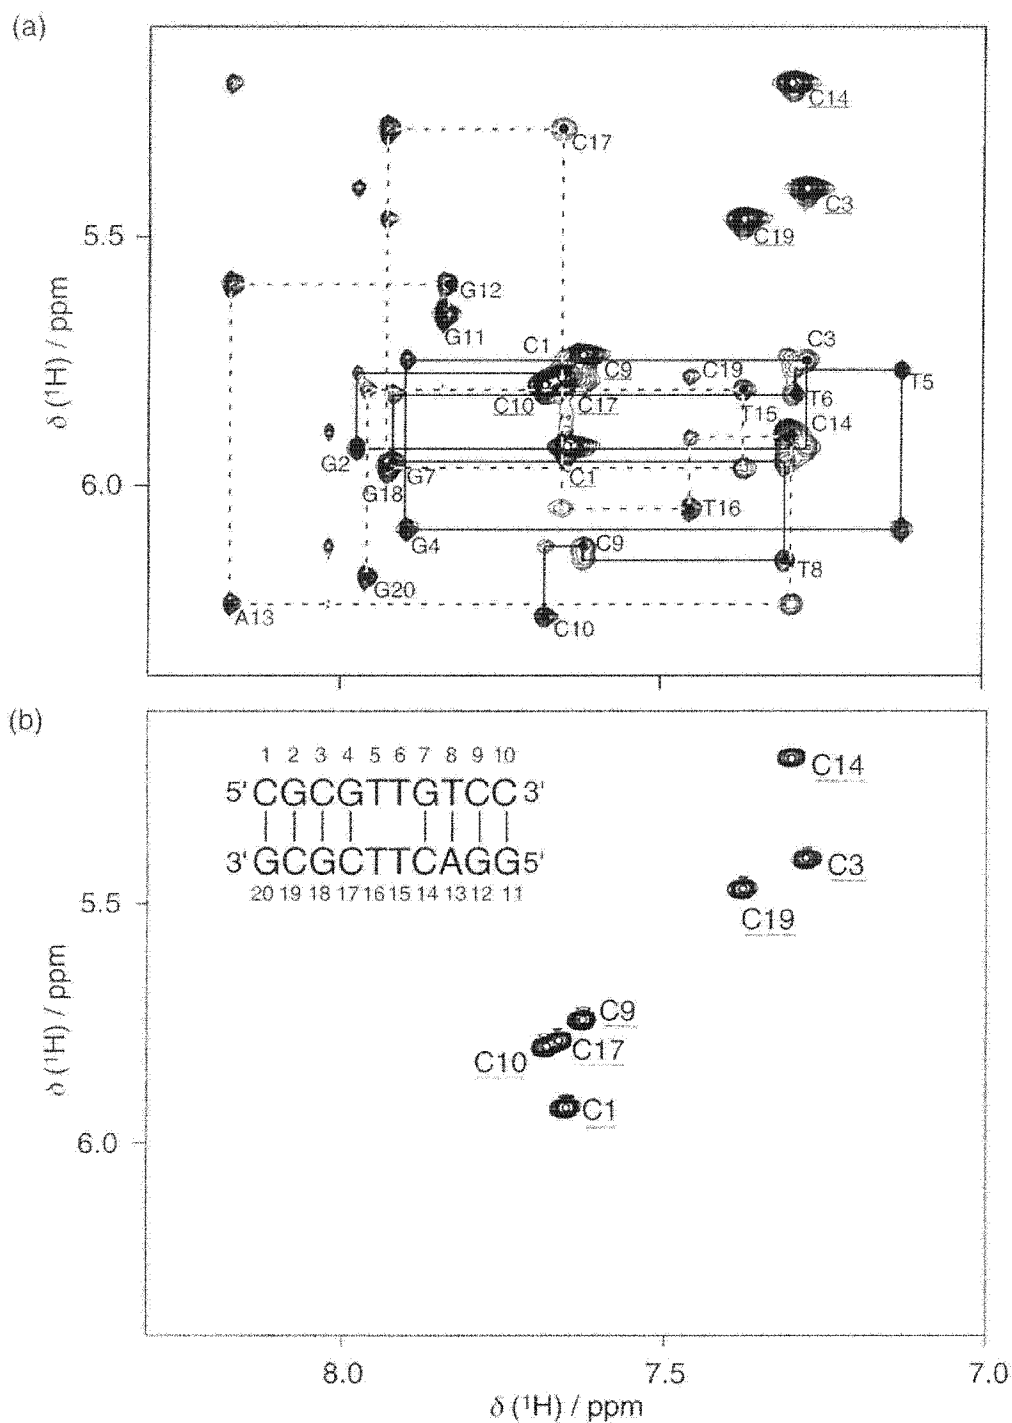 (a)
C14
C17
5.5
C3
C19
G12
G11
C1
C3
C9
C19
T5
C10
C17
T6
T15
C14
G2
C1
G18
G7
6.0
T16
G4
C9
T8
G20
A13
C10
δ (¹H) / ppm
(b)
1 2 3 4 5 6 7 8 9 10
5' CGCGTTGTCC 3'
3' GCGCTTCAGG 5'
20 19 18 17 16 15 14 13 12 11
C14
C3
5.5
C19
C9
C17
C10
C1
6.0
δ (¹H) / ppm
8.0 7.5 7.0
δ (¹H) / ppm